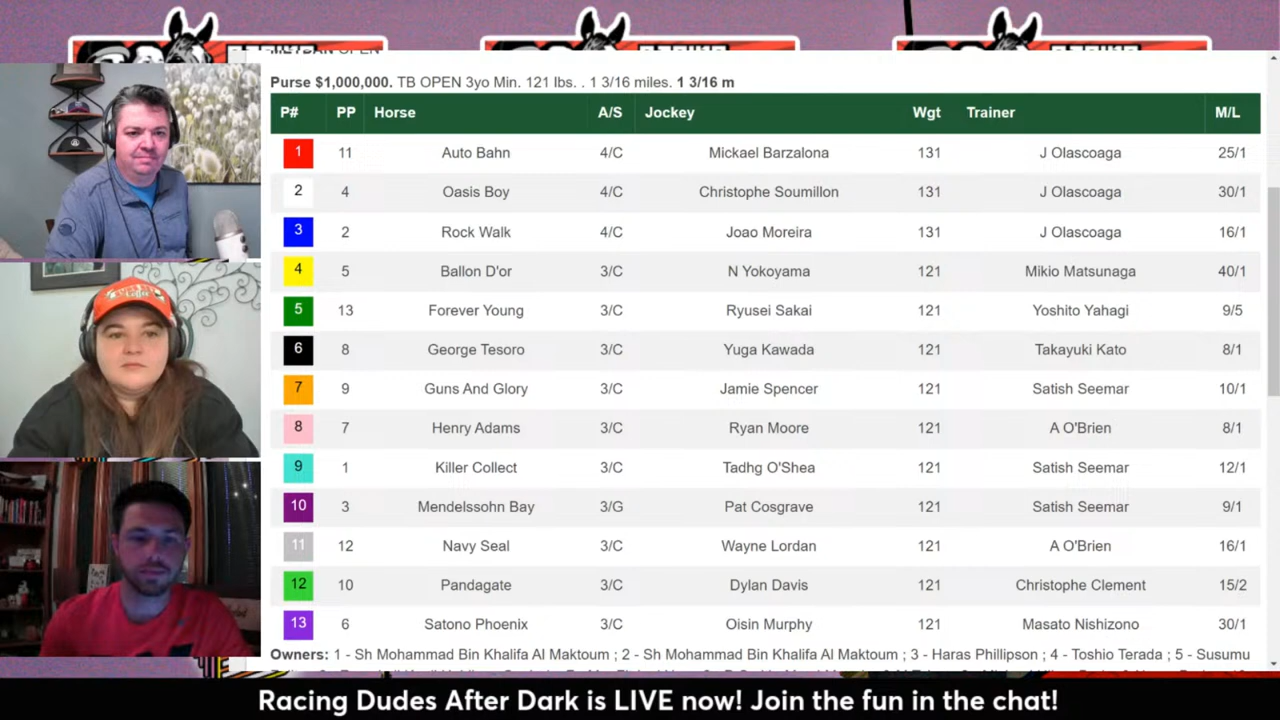 MEYDAN OPEN
Purse $1,000,000. TB OPEN 3yo Min. 121 lbs. . 1 3/16 miles. 1 3/16 m
P# PP Horse A/S Jockey Wgt Trainer M/L
1 11 Auto Bahn 4/C Mickael Barzalona 131 J Olascoaga 25/1
2 4 Oasis Boy 4/C Christophe Soumillon 131 J Olascoaga 30/1
3 2 Rock Walk 4/C Joao Moreira 131 J Olascoaga 16/1
4 5 Ballon D'or 3/C N Yokoyama 121 Mikio Matsunaga 40/1
5 13 Forever Young 3/C Ryusei Sakai 121 Yoshito Yahagi 9/5
6 8 George Tesoro 3/C Yuga Kawada 121 Takayuki Kato 8/1
7 9 Guns And Glory 3/C Jamie Spencer 121 Satish Seemar 10/1
8 7 Henry Adams 3/C Ryan Moore 121 A O'Brien 8/1
9 1 Killer Collect 3/C Tadhg O'Shea 121 Satish Seemar 12/1
10 3 Mendelssohn Bay 3/G Pat Cosgrave 121 Satish Seemar 9/1
11 12 Navy Seal 3/C Wayne Lordan 121 A O'Brien 16/1
12 10 Pandagate 3/C Dylan Davis 121 Christophe Clement 15/2
13 6 Satono Phoenix 3/C Oisin Murphy 121 Masato Nishizono 30/1
Owners: 1 - Sh Mohammad Bin Khalifa Al Maktoum ; 2 - Sh Mohammad Bin Khalifa Al Maktoum ; 3 - Haras Phillipson ; 4 - Toshio Terada ; 5 - Susumu
Racing Dudes After Dark is LIVE now! Join the fun in the chat!